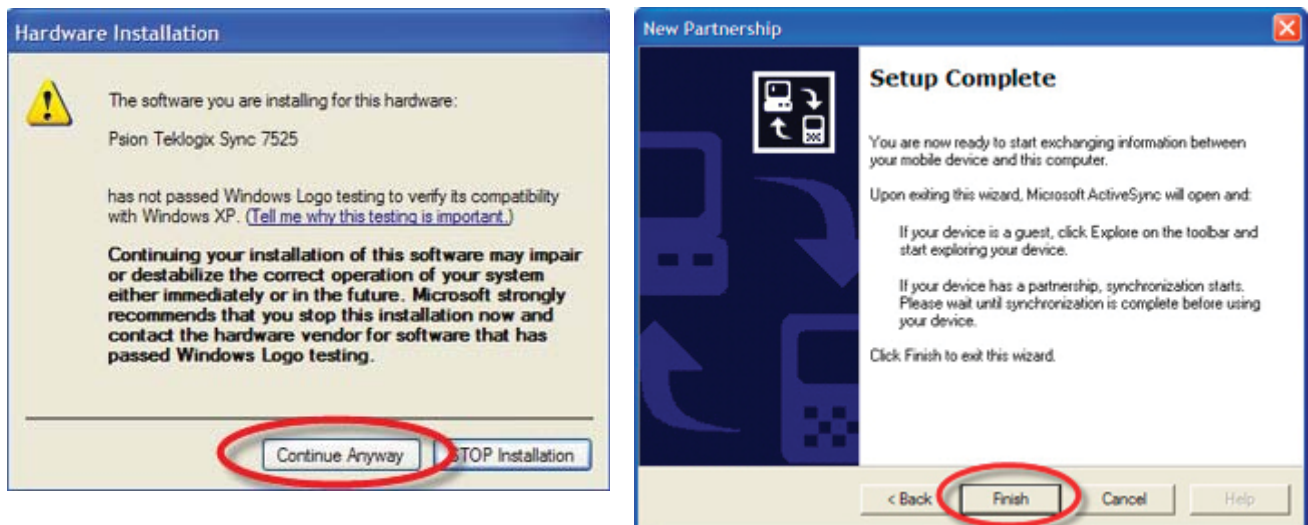 Hardware Installation
The software you are installing for this hardware:
Psion Teklogix Sync 7525
has not passed Windows Logo testing to verify its compatibility
with Windows XP. (Tell me why this testing is important.)
Continuing your installation of this software may impair
or destabilize the correct operation of your system
either immediately or in the future. Microsoft strongly
recommends that you stop this installation now and
contact the hardware vendor for software that has
passed Windows Logo testing.
Continue Anyway
STOP Installation
New Partnership
Setup Complete
You are now ready to start exchanging information between
your mobile device and this computer.
Upon exiting this wizard, Microsoft ActiveSync will open and:
If your device is a guest, click Explore on the toolbar and
start exploring your device.
If your device has a partnership, synchronization starts.
Please wait until synchronization is complete before using
your device.
Click Finish to exit this wizard.
< Back
Finish
Cancel
Help